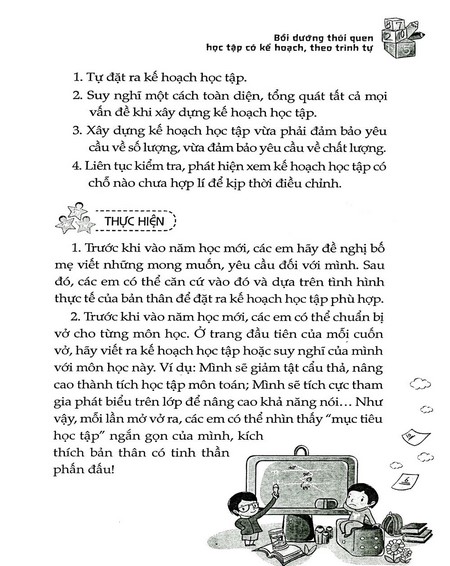 Bồi dưỡng thói quen
học tập có kế hoạch, theo trình tự
1. Tự đặt ra kế hoạch học tập.
2. Suy nghĩ một cách toàn diện, tổng quát tất cả mọi
vấn đề khi xây dựng kế hoạch học tập.
3. Xây dựng kế hoạch học tập vừa phải đảm bảo yêu
cầu về số lượng, vừa đảm bảo yêu cầu về chất lượng.
4. Liên tục kiểm tra, phát hiện xem kế hoạch học tập có
chỗ nào chưa hợp lí để kịp thời điều chỉnh.
THỰC HIỆN
1. Trước khi vào năm học mới, các em hãy đề nghị bố
mẹ viết những mong muốn, yêu cầu đối với mình. Sau
đó, các em có thể căn cứ vào đó và dựa trên tình hình
thực tế của bản thân để đặt ra kế hoạch học tập phù hợp.
2. Trước khi vào năm học mới, các em có thể chuẩn bị
vở cho từng môn học. Ở trang đầu tiên của mỗi cuốn
vở, hãy viết ra kế hoạch học tập hoặc suy nghĩ của mình
với môn học này. Ví dụ: Mình sẽ giảm tật cẩu thả, nâng
cao thành tích học tập môn toán; Mình sẽ tích cực tham
gia phát biểu trên lớp để nâng cao khả năng nói... Như
vậy, mỗi lần mở vở ra, các em có thể nhìn thấy “mục tiêu
học tập” ngắn gọn của mình, kích
thích bản thân có tinh thần
phấn đấu!